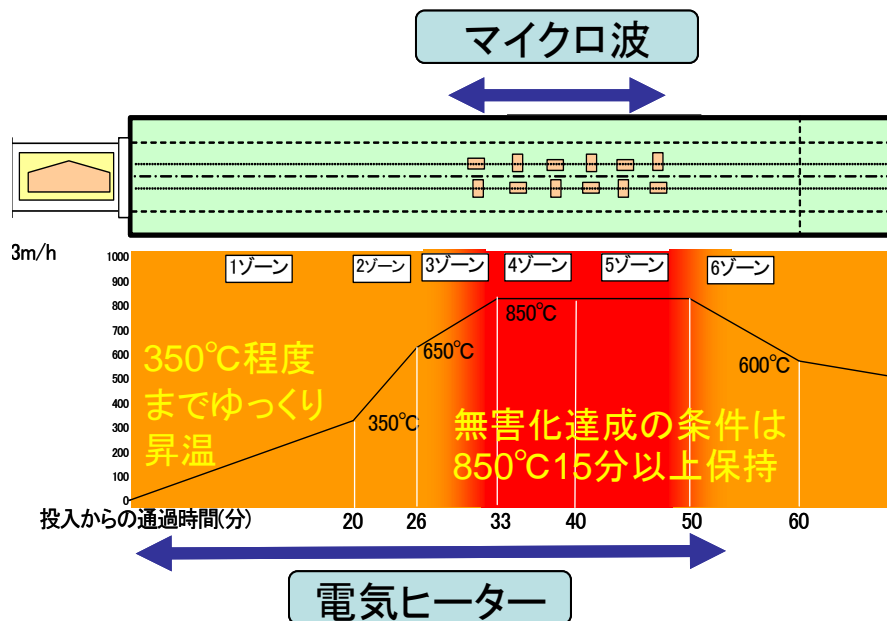 マイクロ波
3m/h
1000
900
800
700
600
500
400
300
200
100
0
1ゾーン
2ゾーン
3ゾーン
4ゾーン
5ゾーン
6ゾーン
350℃程度
までゆっくり
昇温
350℃
650℃
850℃
600℃
無害化達成の条件は
850℃15分以上保持
投入からの通過時間(分)
20
26
33
40
50
60
電気ヒーター